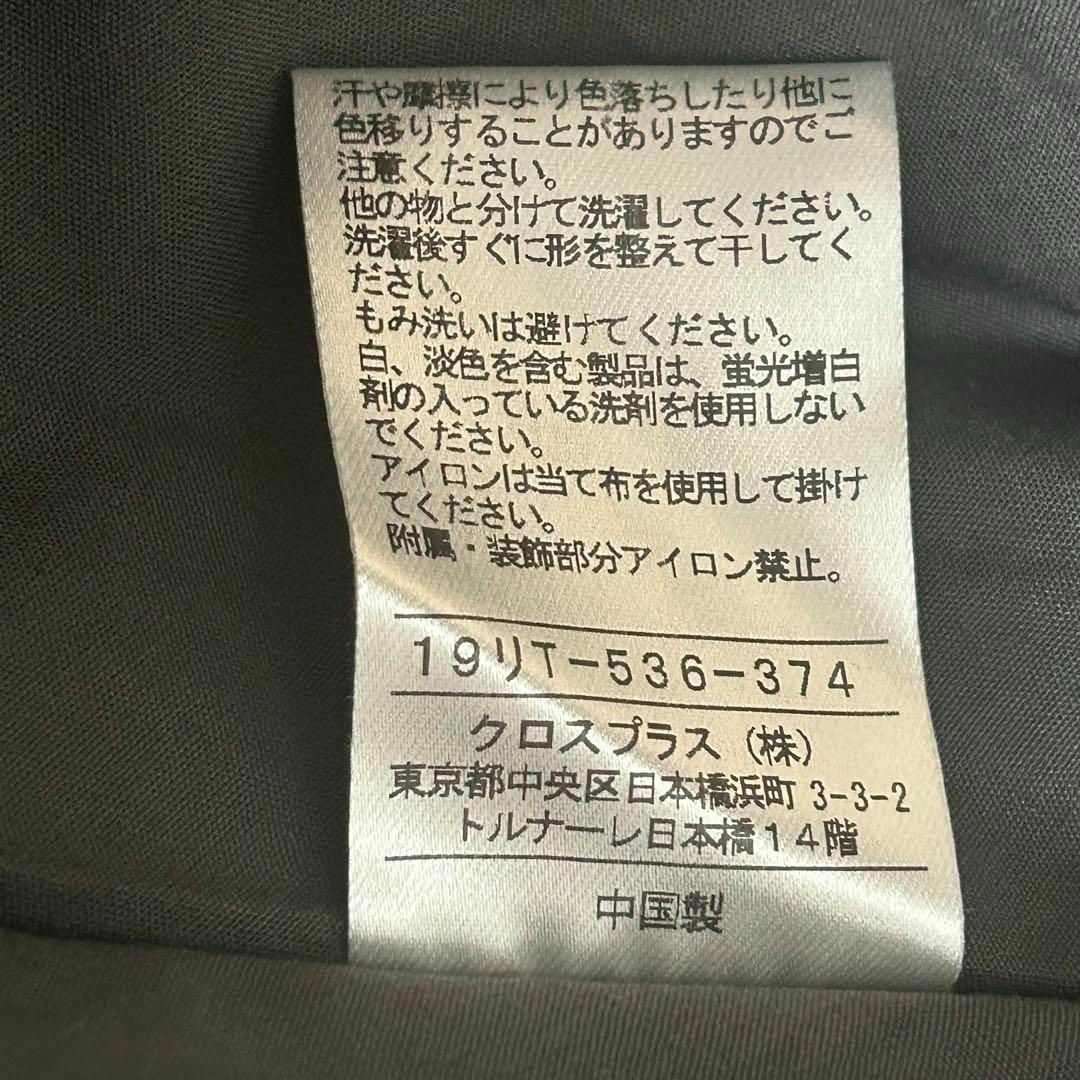 汗や摩擦により色落ちしたり他に
色移りすることがありますのでご
注意ください。
他の物と分けて洗濯してください。
洗濯後すぐに形を整えて干してく
ださい。
もみ洗いは避けてください。
白、淡色を含む製品は、蛍光増白
剤の入っている洗剤を使用しない
でください。
アイロンは当て布を使用して掛け
てください。
附属・装飾部分アイロン禁止。
19リT-536-374
クロスプラス（株）
東京都中央区日本橋浜町 3-3-2
トルナーレ日本橋14階
中国製